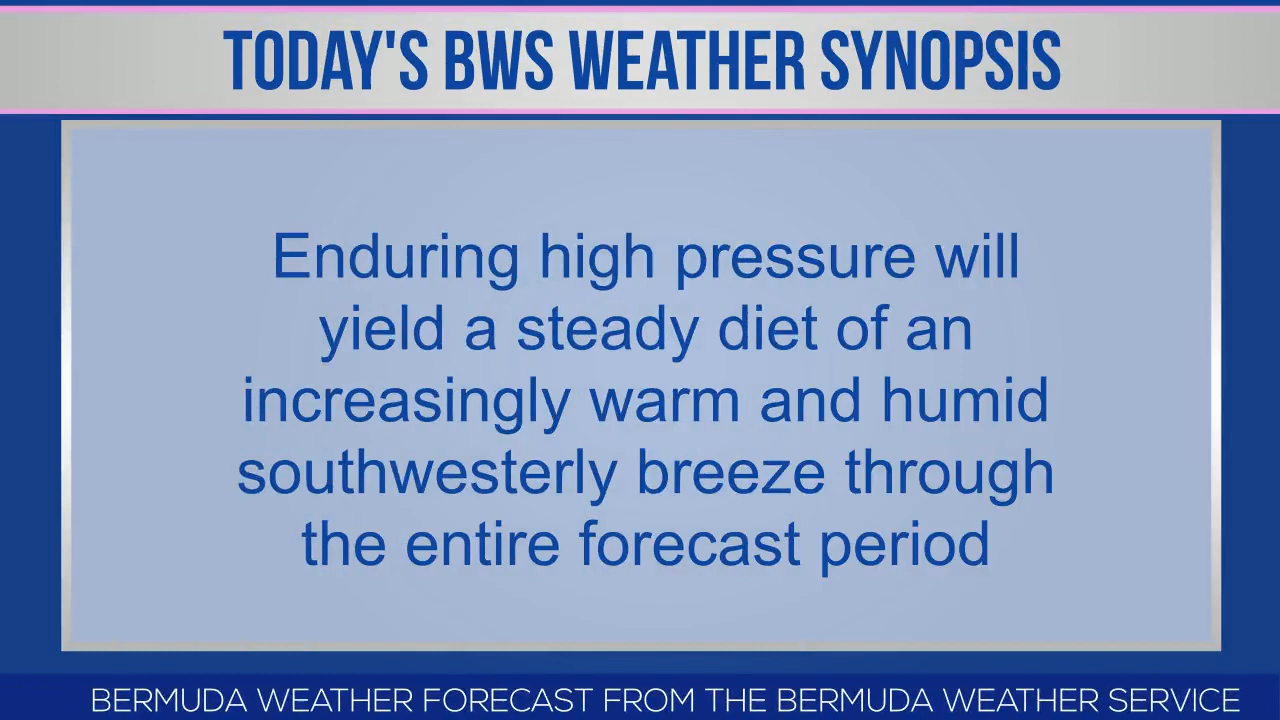 TODAY'S BWS WEATHER SYNOPSIS
Enduring high pressure will
yield a steady diet of an
increasingly warm and humid
southwesterly breeze through
the entire forecast period
BERMUDA WEATHER FORECAST FROM THE BERMUDA WEATHER SERVICE